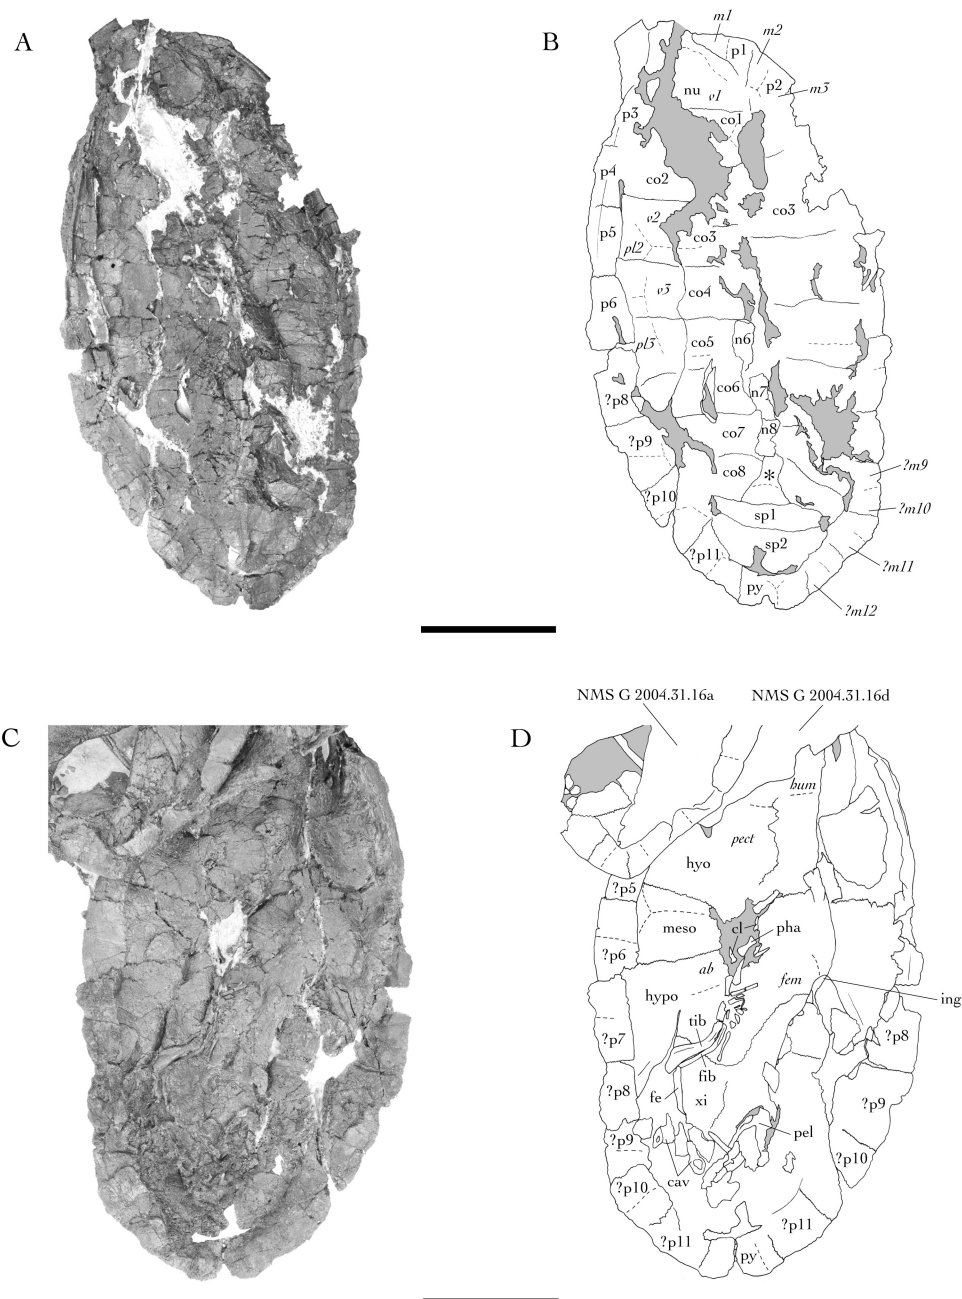 A
B
m1
m2
p1
p2
m3
nu
v1
p3
co1
p4
co2
co3
v2
p5
co3
pl2
v3
co4
p6
pl3
co5
n6
co6
n7
?p8
n8
co7
?p9
co8
*
?m9
?p10
?m10
sp1
sp2
?p11
?m11
py
?m12
NMS G 2004.31.16a
NMS G 2004.31.16d
C
D
hum
pect
hyo
?p5
meso
cl
pha
?p6
ab
fem
hypo
ing
tib
?p7
?p8
fib
?p8
fe
xi
?p9
?p9
pel
?p10
cav
?p10
?p11
?p11
py